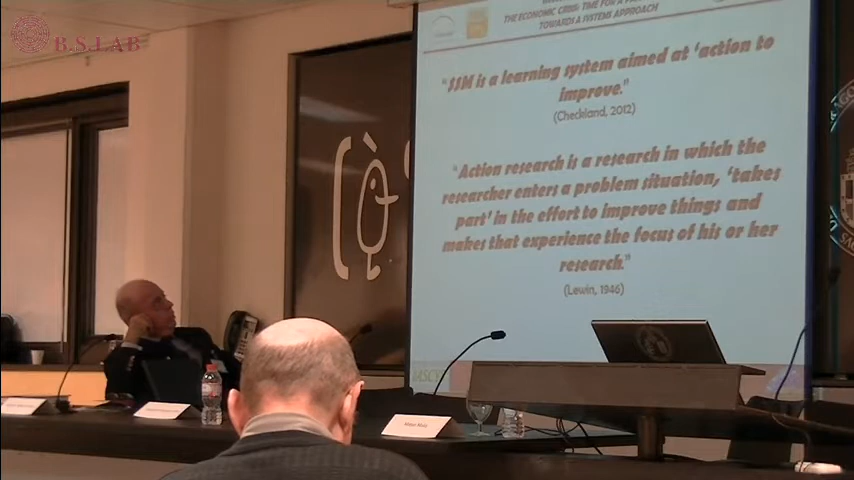 B.S.LAB
THE ECONOMIC CRISIS: TIME FOR A
TOWARDS A SYSTEMS APPROACH
"SSM is a learning system aimed at 'action to
improve."
(Checkland, 2012)
"Action research is a research in which the
researcher enters a problem situation, 'takes
part' in the effort to improve things and
makes that experience the focus of his or her
research."
(Lewin, 1946)